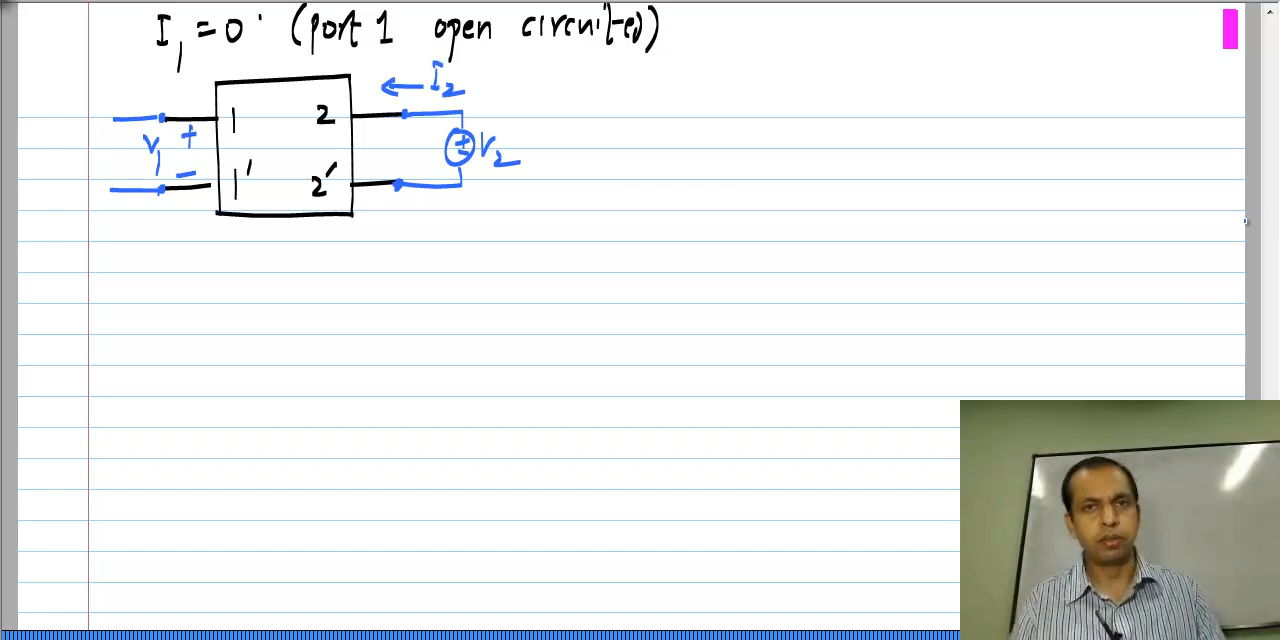 I₁ = 0 (port 1 open circuited)
← I₂
1 2
V₁ + - ± V₂
1' 2'